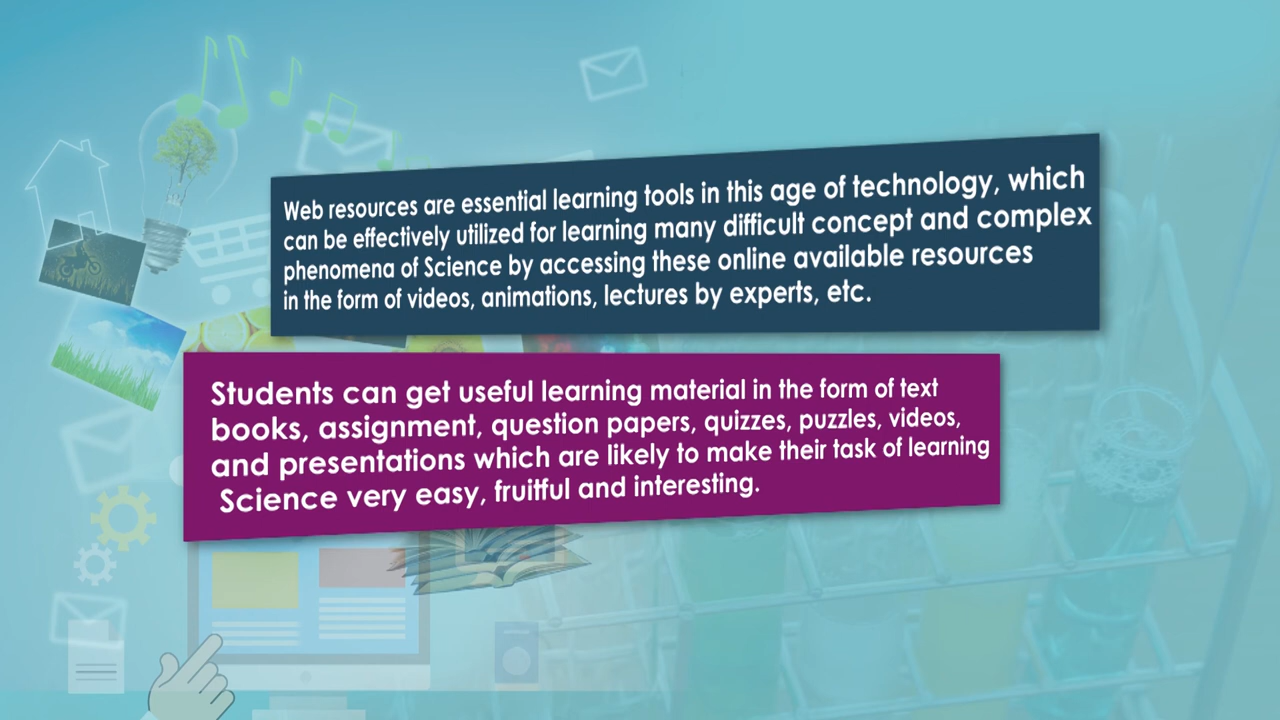 Web resources are essential learning tools in this age of technology, which
can be effectively utilized for learning many difficult concept and complex
phenomena of Science by accessing these online available resources
in the form of videos, animations, lectures by experts, etc.
Students can get useful learning material in the form of text
books, assignment, question papers, quizzes, puzzles, videos,
and presentations which are likely to make their task of learning
Science very easy, fruitful and interesting.